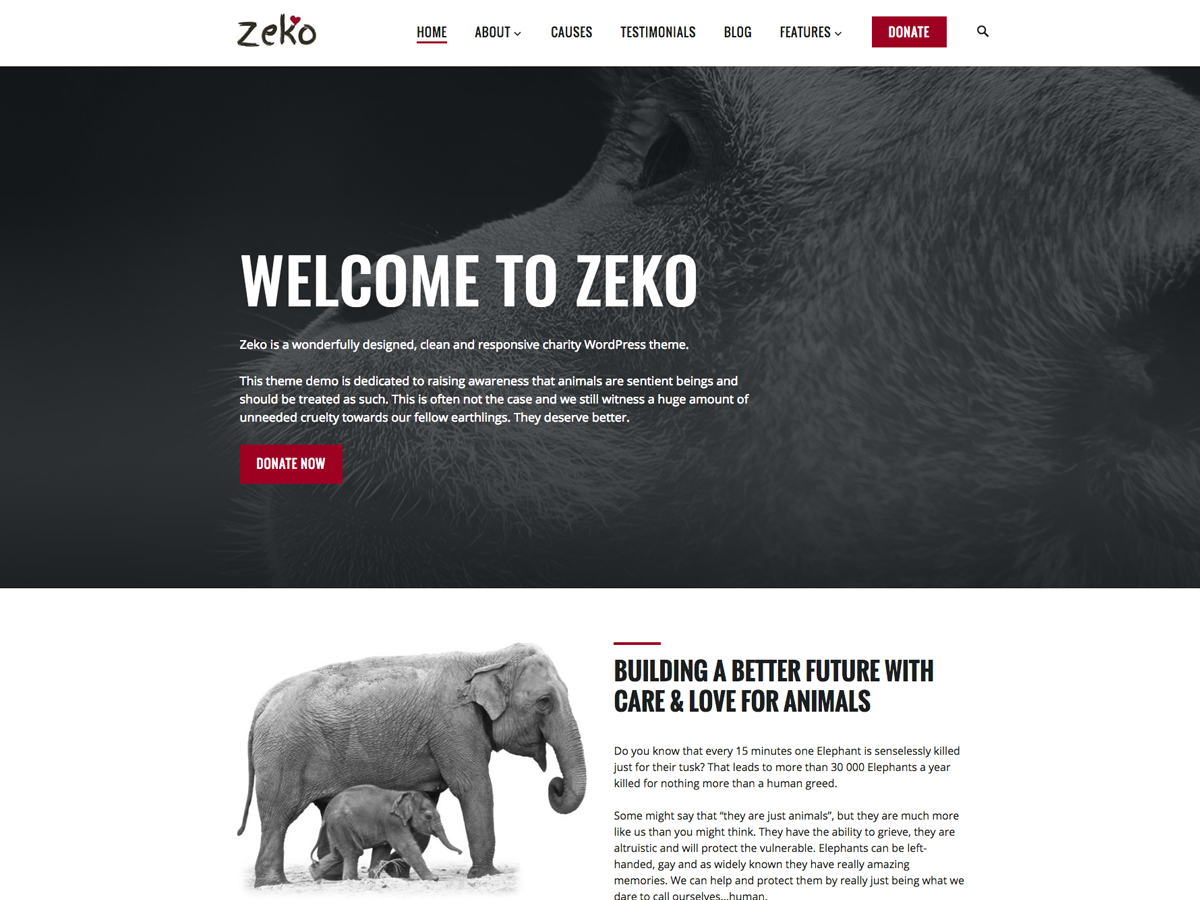 zeko
HOME ABOUT CAUSES TESTIMONIALS BLOG FEATURES DONATE
WELCOME TO ZEKO
Zeko is a wonderfully designed, clean and responsive charity WordPress theme.
This theme demo is dedicated to raising awareness that animals are sentient beings and
should be treated as such. This is often not the case and we still witness a huge amount of
unneeded cruelty towards our fellow earthlings. They deserve better.
DONATE NOW
BUILDING A BETTER FUTURE WITH
CARE & LOVE FOR ANIMALS
Do you know that every 15 minutes one Elephant is senselessly killed
just for their tusk? That leads to more than 30 000 Elephants a year
killed for nothing more than a human greed.
Some might say that “they are just animals”, but they are much more
like us than you might think. They have the ability to grieve, they are
altruistic and will protect the vulnerable. Elephants can be left-
handed, gay and as widely known they have really amazing
memories. We can help and protect them by really just being what we
dare to call ourselves...human.